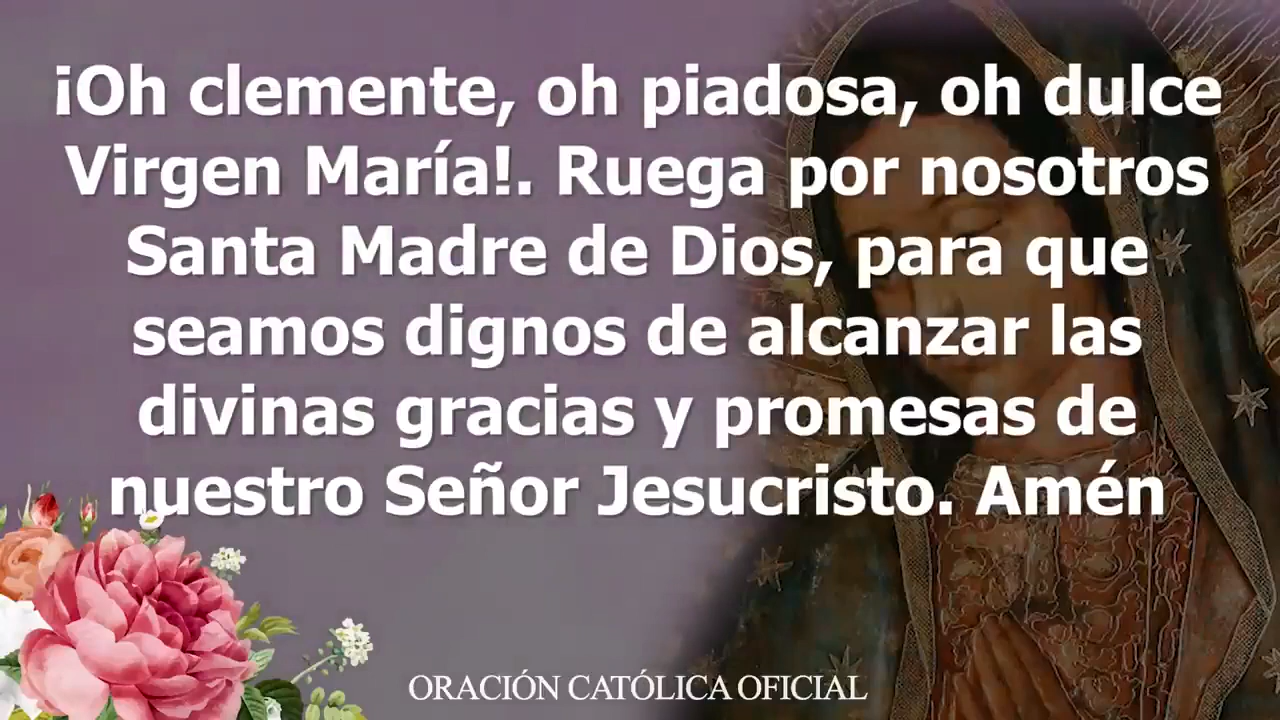 ¡Oh clemente, oh piadosa, oh dulce
Virgen María!. Ruega por nosotros
Santa Madre de Dios, para que
seamos dignos de alcanzar las
divinas gracias y promesas de
nuestro Señor Jesucristo. Amén
ORACIÓN CATÓLICA OFICIAL